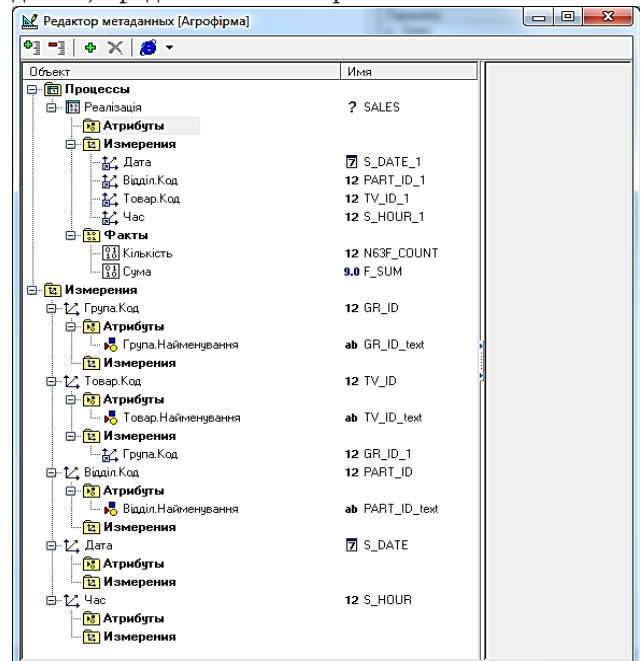 Редактор метаданных [Агрофірма]
Объект Имя
Процессы
Реалізація ? SALES
Атрибуты
Измерения
Дата 7 S_DATE_1
Відділ.Код 12 PART_ID_1
Товар.Код 12 TV_ID_1
Час 12 S_HOUR_1
Факты
Кількість 12 N63F_COUNT
Сума 9.0 F_SUM
Измерения
Група.Код 12 GR_ID
Атрибуты
Група.Найменування ab GR_ID_text
Измерения
Товар.Код 12 TV_ID
Атрибуты
Товар.Найменування ab TV_ID_text
Измерения
Група.Код 12 GR_ID_1
Відділ.Код 12 PART_ID
Атрибуты
Відділ.Найменування ab PART_ID_text
Измерения
Дата 7 S_DATE
Атрибуты
Измерения
Час 12 S_HOUR
Атрибуты
Измерения